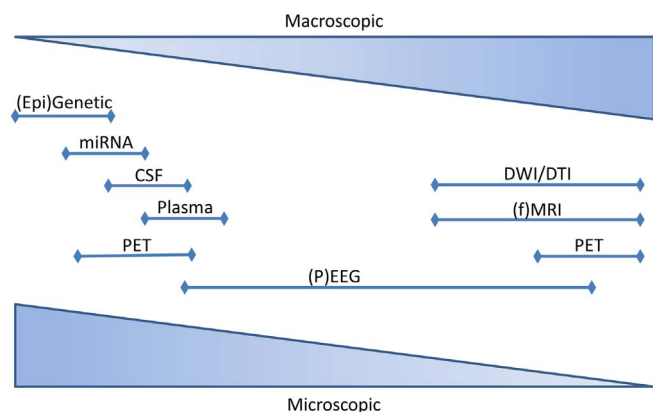 Macroscopic
(Epi)Genetic
miRNA
CSF
DWI/DTI
Plasma
(f)MRI
PET
PET
(P)EEG
Microscopic